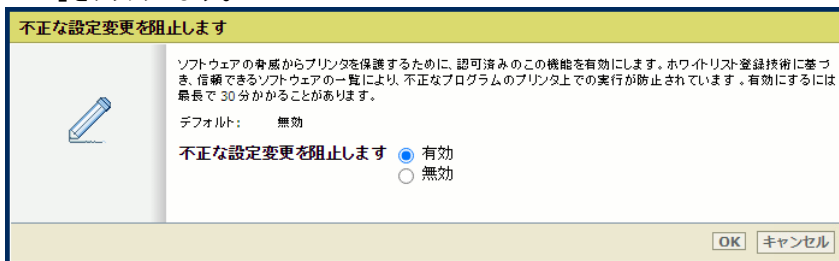 不正な設定変更を阻止します
ソフトウェアの脅威からプリンタを保護するために、認可済みのこの機能を有効にします。ホワイトリスト登録技術に基づ
き、信頼できるソフトウェアの一覧により、不正なプログラムのプリンタ上での実行が防止されています。有効にするには
最長で 30 分かかることがあります。
デフォルト: 無効
不正な設定変更を阻止します 有効
無効
OK キャンセル